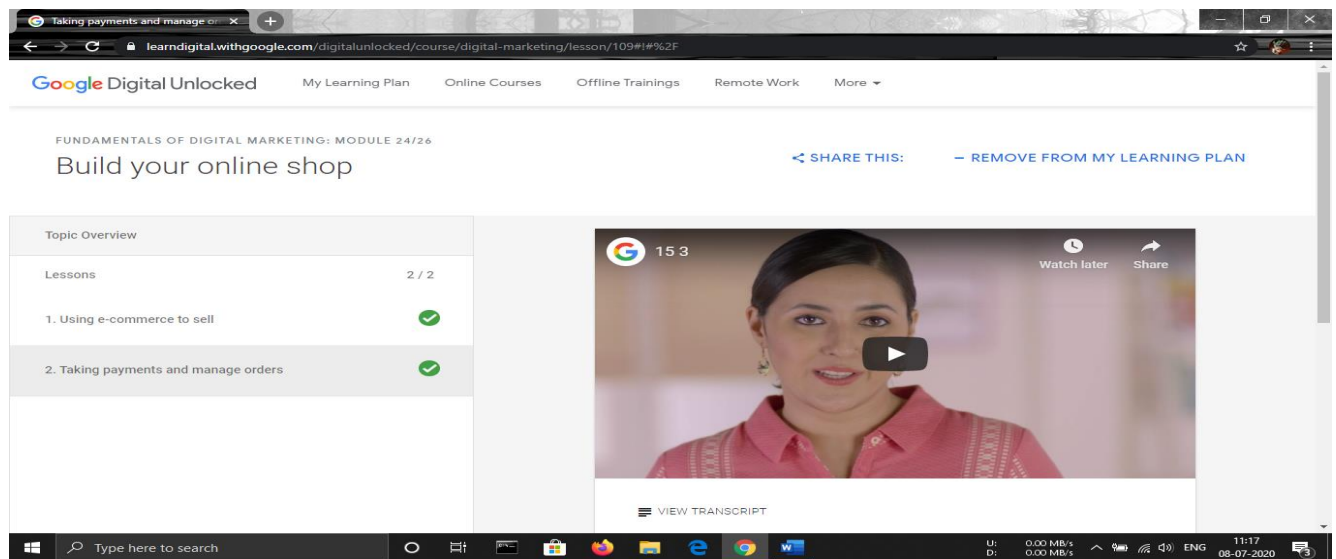 Taking payments and manage or
learndigital.withgoogle.com/digitalunlocked/course/digital-marketing/lesson/109#!#%2F
Google Digital Unlocked My Learning Plan Online Courses Offline Trainings Remote Work More
FUNDAMENTALS OF DIGITAL MARKETING: MODULE 24/26
Build your online shop
SHARE THIS: – REMOVE FROM MY LEARNING PLAN
Topic Overview
Lessons 2 / 2
1. Using e-commerce to sell
2. Taking payments and manage orders
G 15 3
Watch later Share
VIEW TRANSCRIPT
Type here to search
U: 0.00 MB/s
D: 0.00 MB/s
ENG
11:17
08-07-2020
3